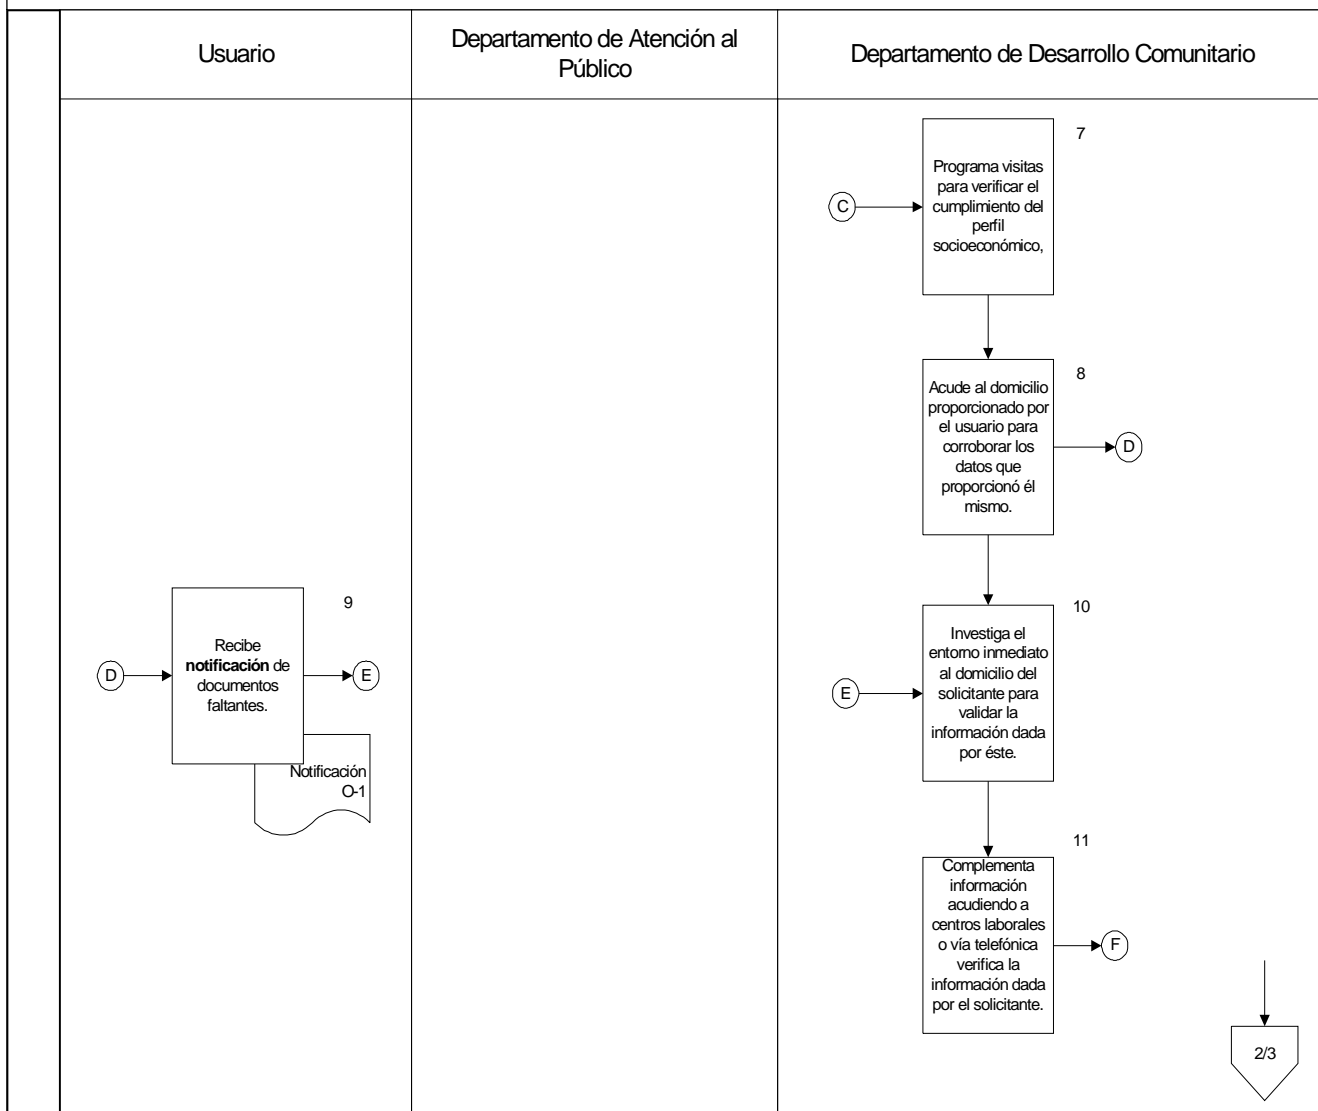 Usuario
Departamento de Atención al
Público
Departamento de Desarrollo Comunitario
7
Programa visitas
para verificar el
cumplimiento del
perfil
socioeconómico,
C
8
Acude al domicilio
proporcionado por
el usuario para
corroborar los
datos que
proporcionó él
mismo.
D
9
Recibe
notificación de
documentos
faltantes.
D
E
Notificación
O-1
10
Investiga el
entorno inmediato
al domicilio del
solicitante para
validar la
información dada
por éste.
E
11
Complementa
información
acudiendo a
centros laborales
o vía telefónica
verifica la
información dada
por el solicitante.
F
2/3